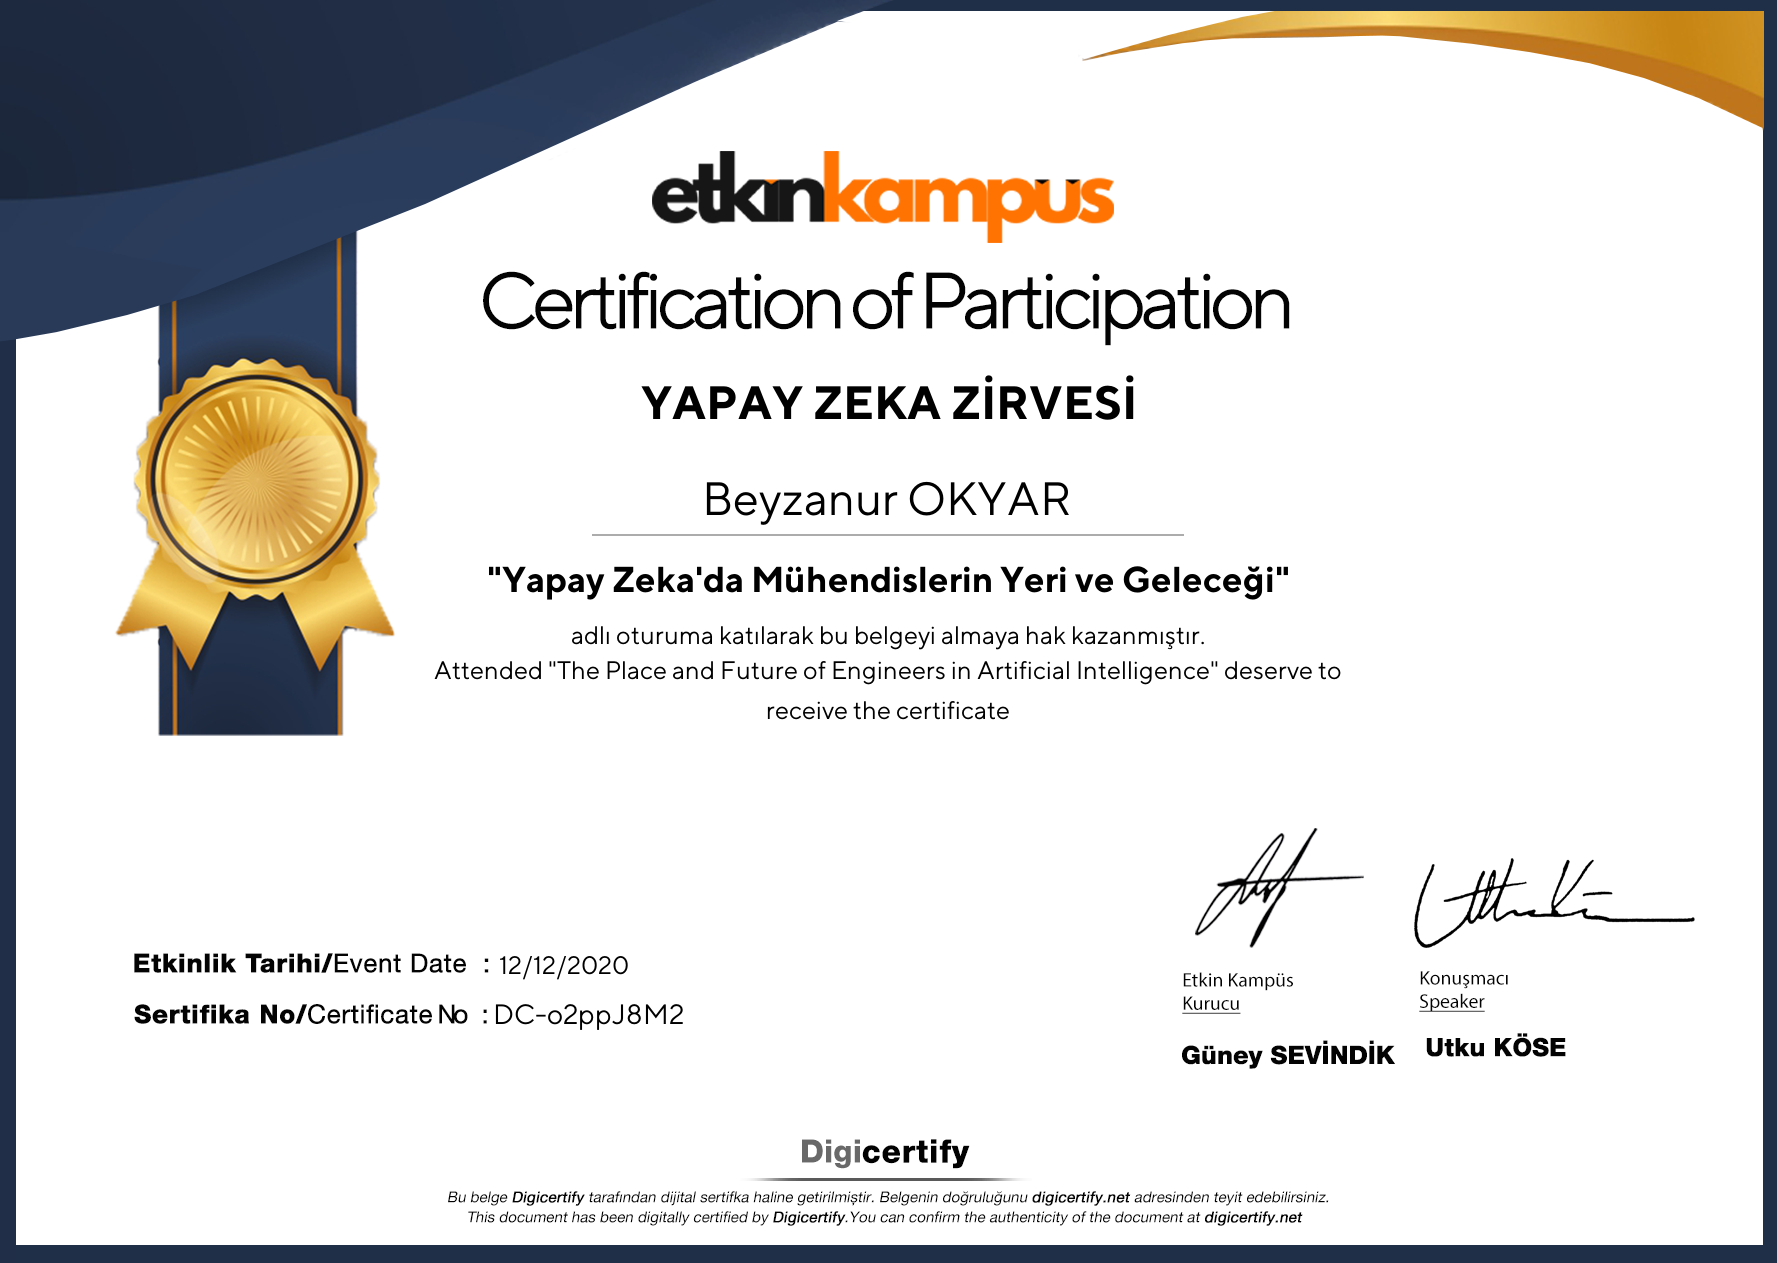 etkinkampüs
Certification of Participation
YAPAY ZEKA ZİRVESİ
Beyzanur OKYAR
"Yapay Zeka'da Mühendislerin Yeri ve Geleceği"
adlı oturuma katılarak bu belgeyi almaya hak kazanmıştır.
Attended "The Place and Future of Engineers in Artificial Intelligence" deserve to
receive the certificate
Etkinlik Tarihi/Event Date : 12/12/2020
Sertifika No/Certificate No : DC-o2ppJ8M2
Etkin Kampüs
Kurucu
Güney SEVİNDİK
Konuşmacı
Speaker
Utku KÖSE
Digicertify
Bu belge Digicertify tarafından dijital sertifka haline getirilmiştir. Belgenin doğruluğunu digicertify.net adresinden teyit edebilirsiniz.
This document has been digitally certified by Digicertify.You can confirm the authenticity of the document at digicertify.net